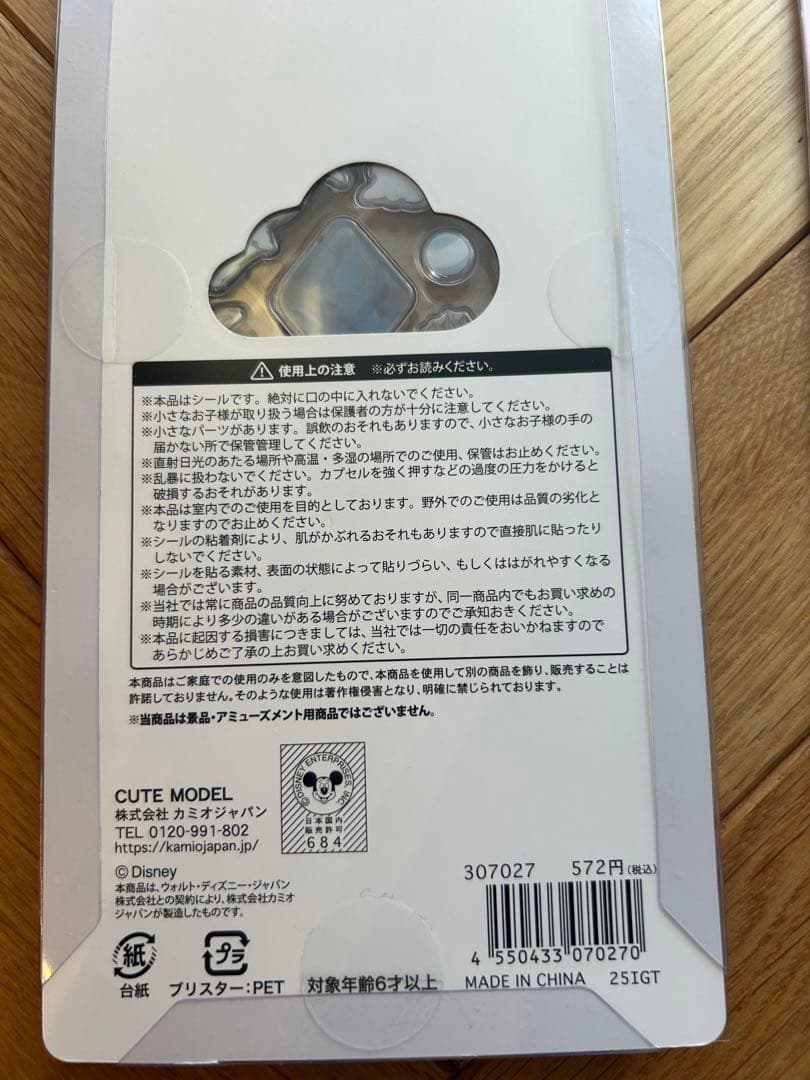 使用上の注意 ※必ずお読みください。
※本品はシールです。絶対に口の中に入れないでください。
※小さなお子様が取り扱う場合は保護者の方が十分に注意してください。
※小さなパーツがあります。誤飲のおそれもありますので、小さなお子様の手の
届かない所で保管管理してください。
※直射日光のあたる場所や高温・多湿の場所でのご使用、保管はお止めください。
※乱暴に扱わないでください。カプセルを強く押すなどの過度の圧力をかけると
破損するおそれがあります。
※本品は室内でのご使用を目的としております。野外でのご使用は品質の劣化と
なりますのでお止めください。
※シールの粘着剤により、肌がかぶれるおそれもありますので直接肌に貼ったり
しないでください。
※シールを貼る素材、表面の状態によって貼りづらい、もしくははがれやすくなる
場合がございます。
※当社では常に商品の品質向上に努めておりますが、同一商品内でもお買い求めの
時期により多少の違いがある場合がございますのでご承知おきください。
※本品に起因する損害につきましては、当社では一切の責任をおいかねますので
あらかじめご了承の上お買い求めください。
本商品はご家庭での使用のみを意図したもので、本商品を使用して別の商品を飾り、販売することは
許諾しておりません。そのような使用は著作権侵害となり、明確に禁じられております。
※当商品は景品・アミューズメント用商品ではございません。
©DISNEY ENTERPRISES, INC.
日本国内
販売許可
684
CUTE MODEL
株式会社 カミオジャパン
TEL 0120-991-802
https://kamiojapan.jp/
©Disney
本商品は、ウォルト・ディズニー・ジャパン
株式会社との契約により、株式会社カミオ
ジャパンが製造したものです。
紙
台紙
プラ
ブリスター:PET
対象年齢6才以上
307027 572円(税込)
4 550433 070270
MADE IN CHINA 25IGT